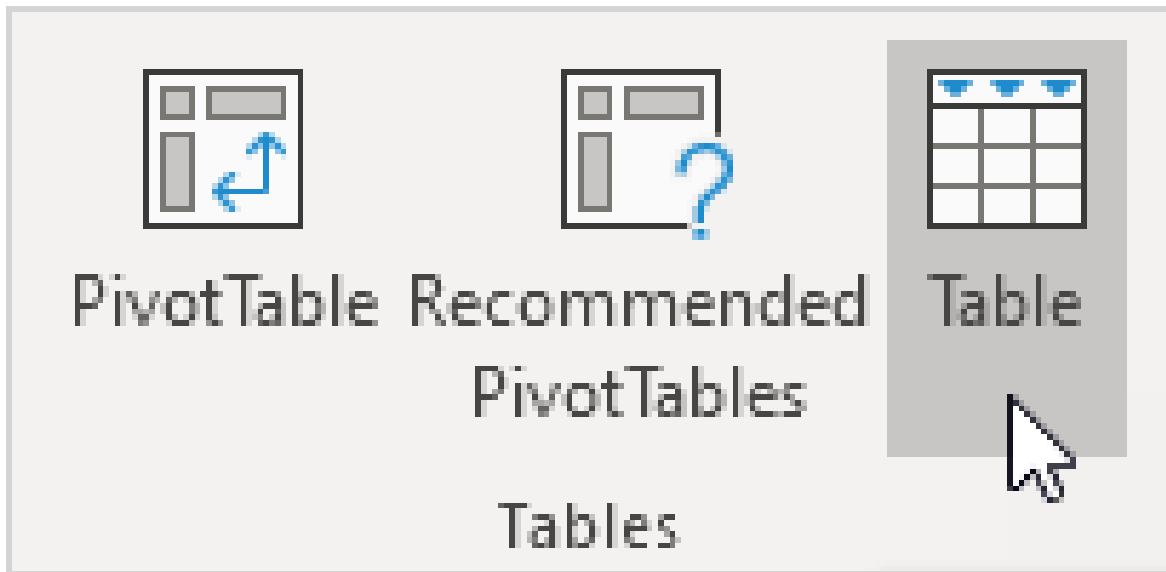 PivotTable
Recommended
PivotTables
Table
Tables